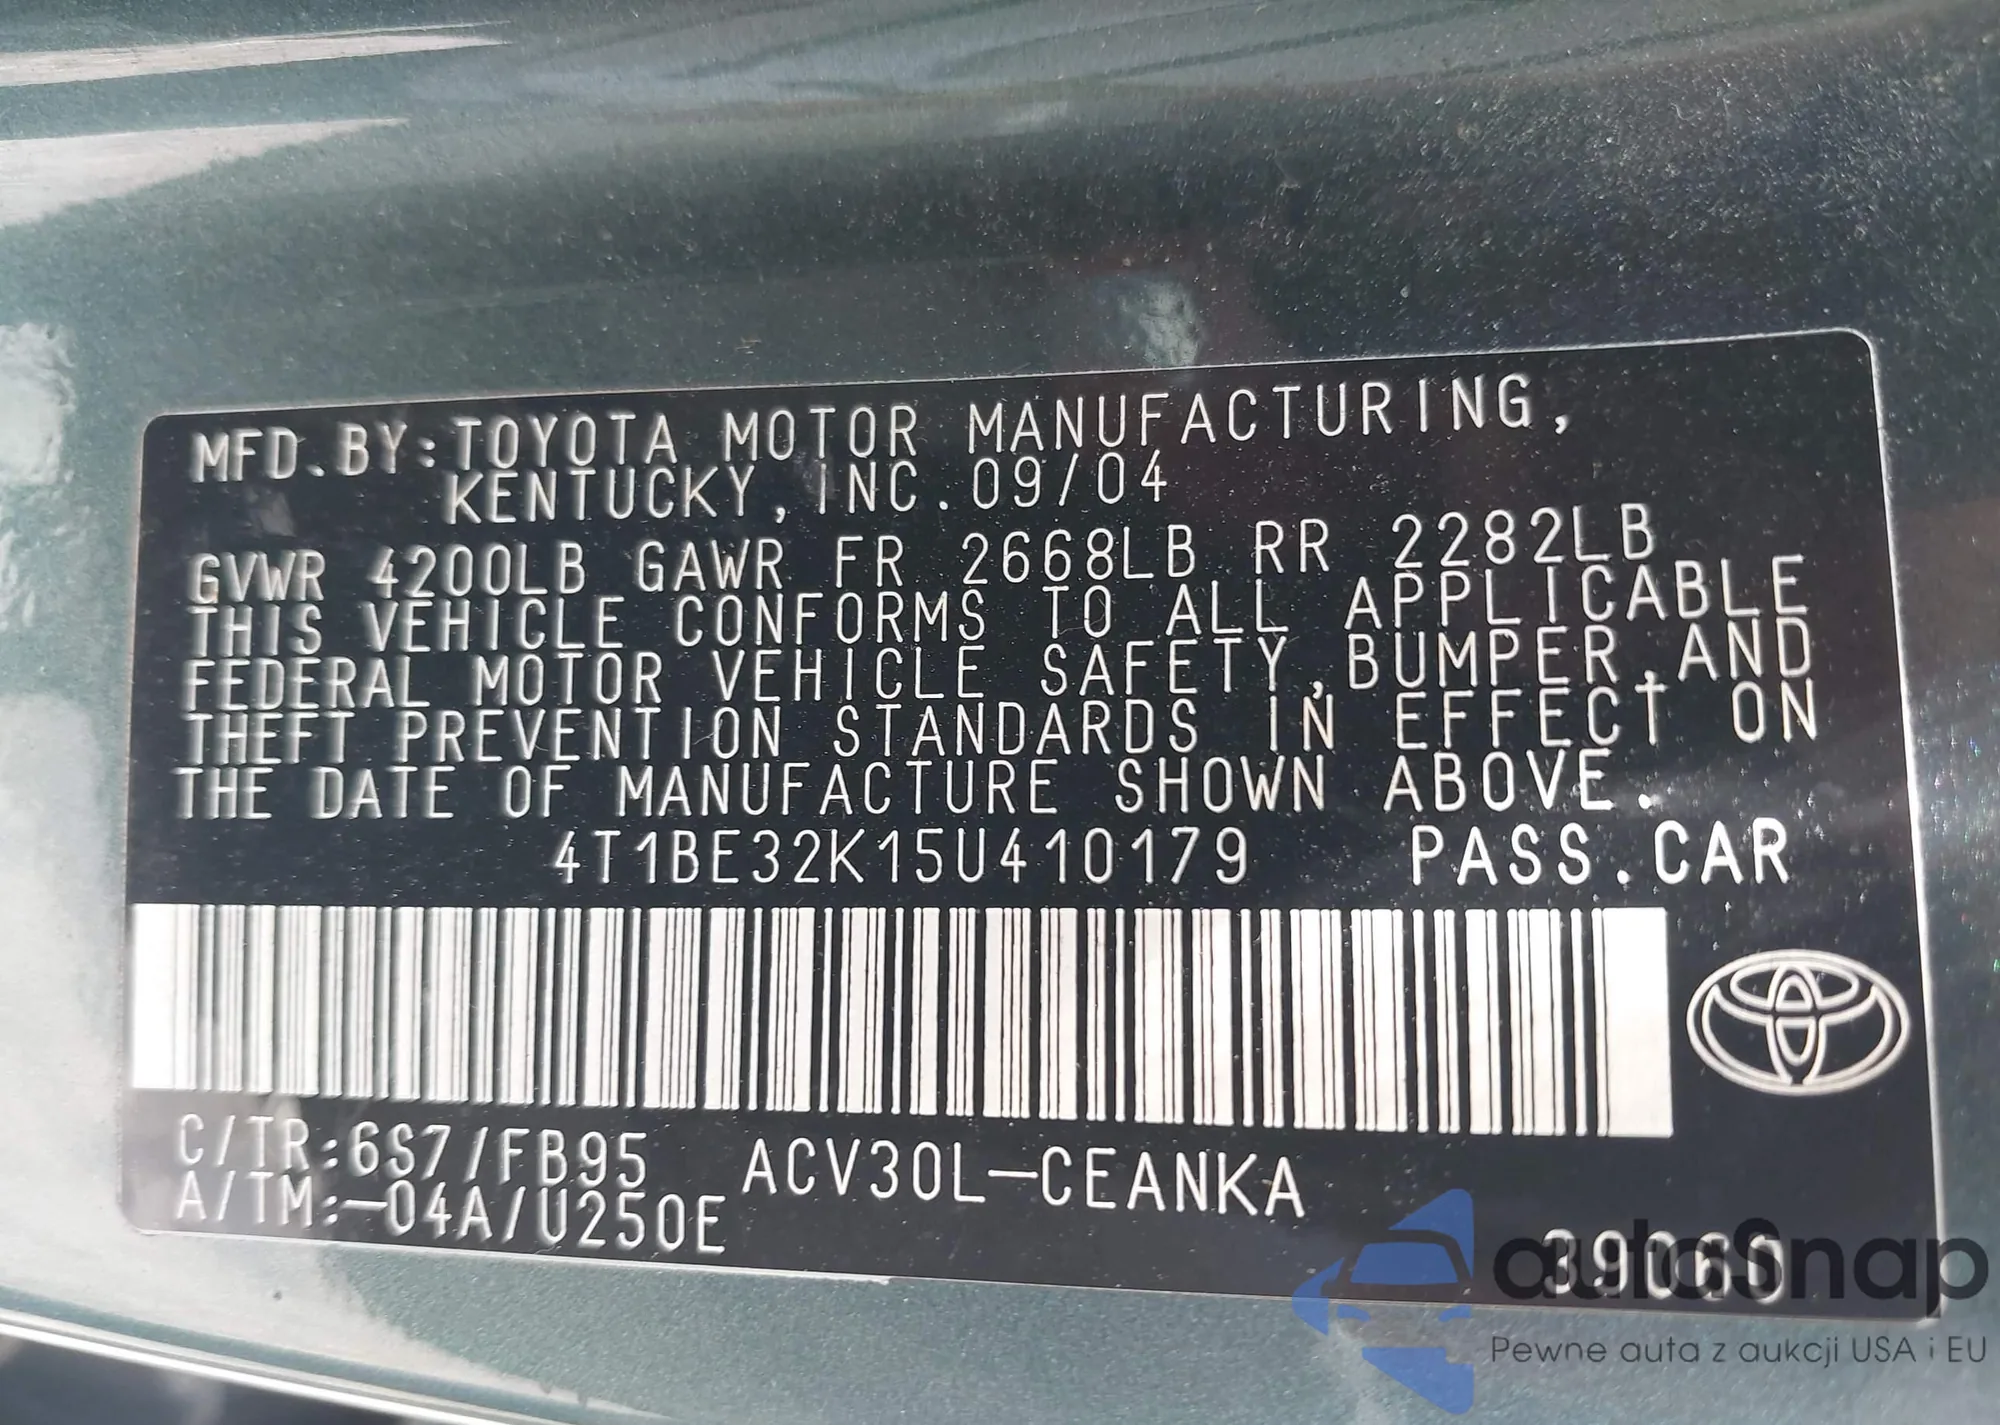 MFD.BY:TOYOTA MOTOR MANUFACTURING,
KENTUCKY, INC.09/04
GVWR 4200LB GAWR FR 2668LB RR 2282LB
THIS VEHICLE CONFORMS TO ALL APPLICABLE
FEDERAL MOTOR VEHICLE SAFETY,BUMPER,AND
THEFT PREVENTION STANDARDS IN EFFECT ON
THE DATE OF MANUFACTURE SHOWN ABOVE.
4T1BE32K15U410179 PASS.CAR
C/TR:6S7/FB95 ACV30L-CEANKA
A/TM:-04A/U250E
39060
autoSnap
Pewne auta z aukcji USA i EU